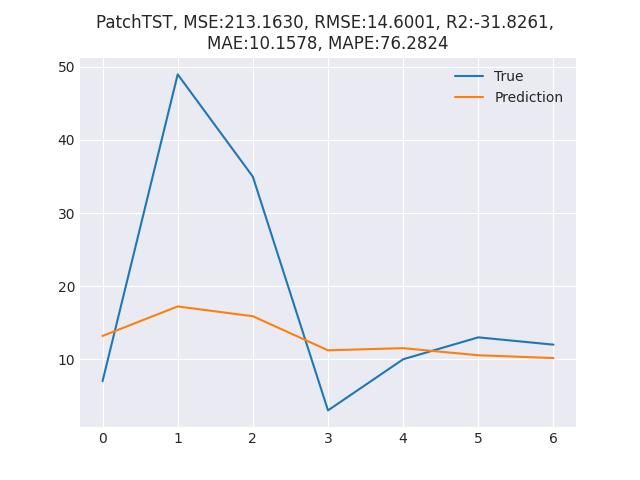 PatchTST, MSE:213.1630, RMSE:14.6001, R2:-31.8261,
MAE:10.1578, MAPE:76.2824
50
40
30
20
10
True
Prediction
0 1 2 3 4 5 6